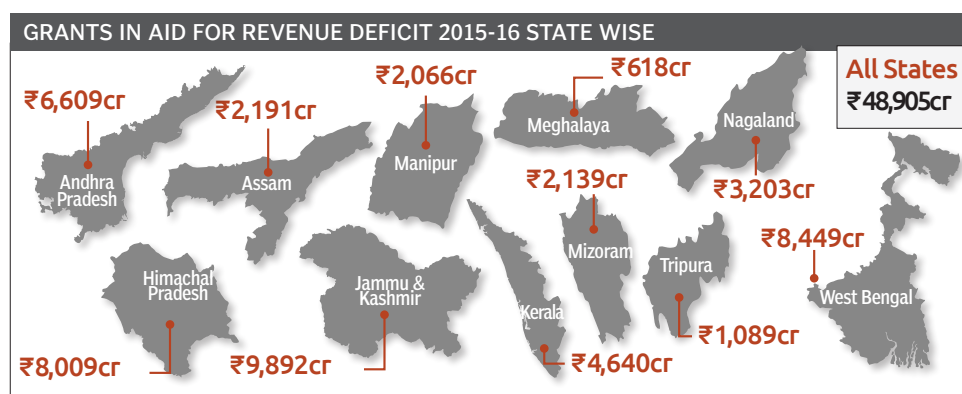 GRANTS IN AID FOR REVENUE DEFICIT 2015-16 STATE WISE
All States
₹48,905cr
₹6,609cr
Andhra
Pradesh
₹2,191cr
Assam
₹2,066cr
Manipur
₹618cr
Meghalaya
Nagaland
₹3,203cr
₹2,139cr
Mizoram
Tripura
₹1,089cr
₹8,449cr
West Bengal
Himachal
Pradesh
₹8,009cr
Jammu &
Kashmir
₹9,892cr
Kerala
₹4,640cr